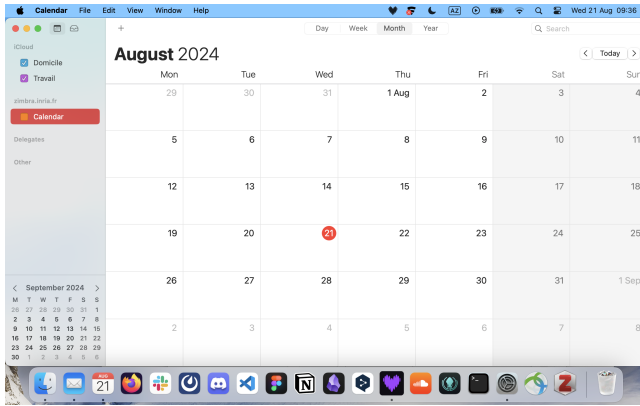 Calendar File Edit View Window Help AZ Wed 21 Aug 09:36
+ Day Week Month Year Search
iCloud
Domicile
Travail
zimbra.inria.fr
Calendar
Delegates
Other
August 2024 Today
Mon Tue Wed Thu Fri Sat Sun
29 30 31 1 Aug 2 3 4
5 6 7 8 9 10 11
12 13 14 15 16 17 18
19 20 21 22 23 24 25
26 27 28 29 30 31 1 Sep
2 3 4 5 6 7 8
September 2024
M T W T F S S
26 27 28 29 30 31 1
2 3 4 5 6 7 8
9 10 11 12 13 14 15
16 17 18 19 20 21 22
23 24 25 26 27 28 29
30 1 2 3 4 5 6
AUG
21